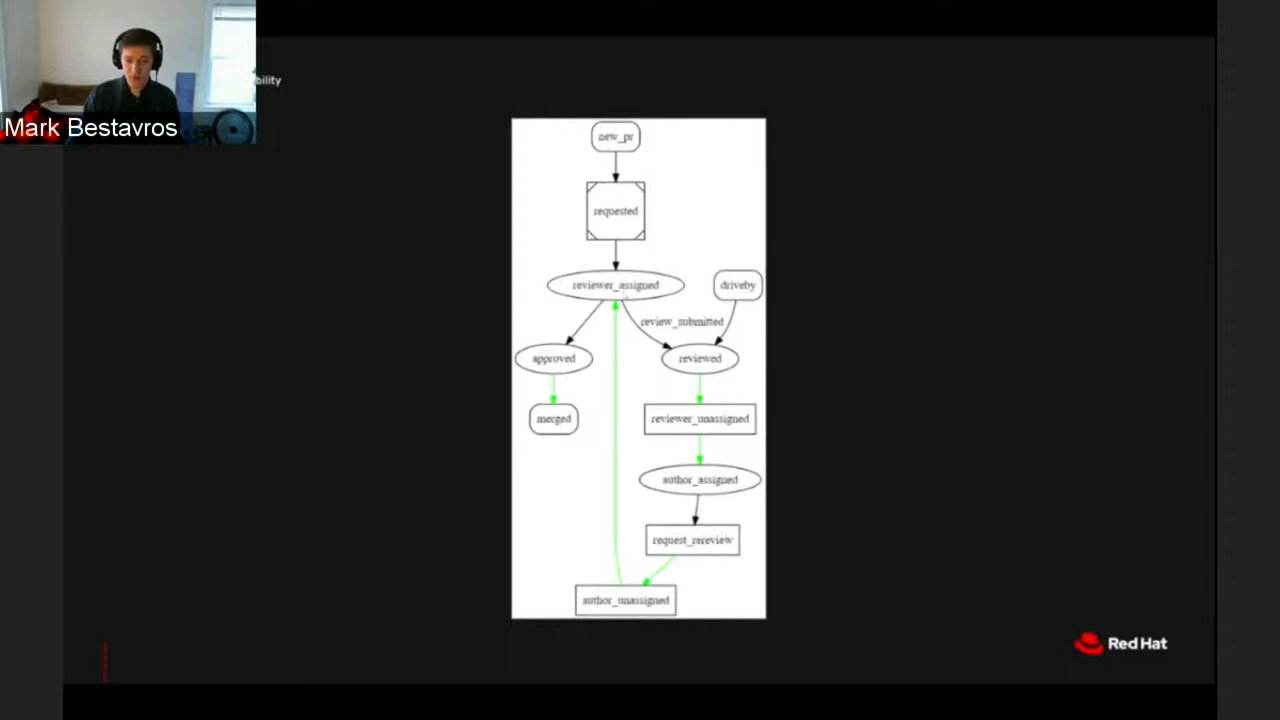 bility
Mark Bestavros
new_pr
requested
reviewer_assigned
driveby
review_submitted
approved
reviewed
merged
reviewer_unassigned
author_assigned
request_rereview
author_unassigned
Red Hat